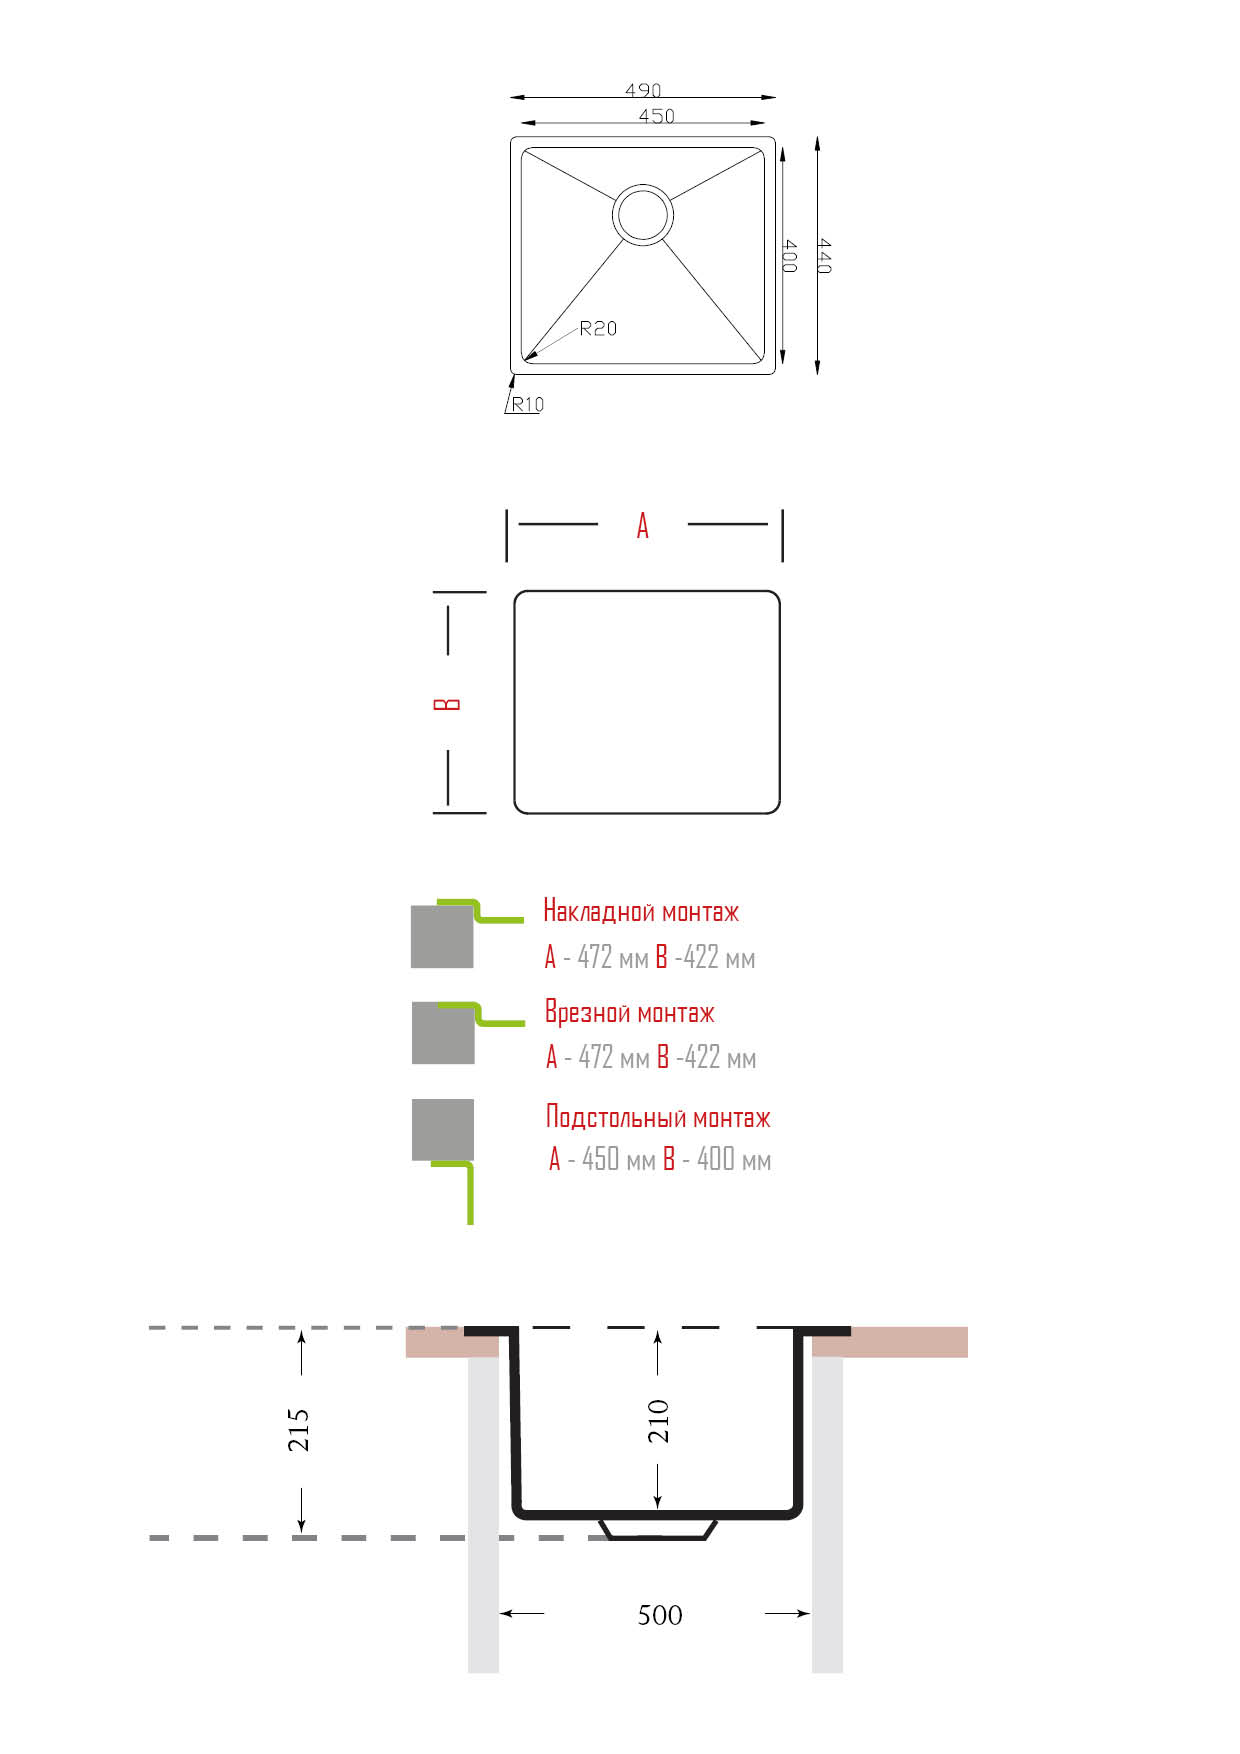 490
450
400
440
R20
R10
A
B
Накладной монтаж
A - 472 мм B -422 мм
Врезной монтаж
A - 472 мм B -422 мм
Подстольный монтаж
A - 450 мм B - 400 мм
215
210
500